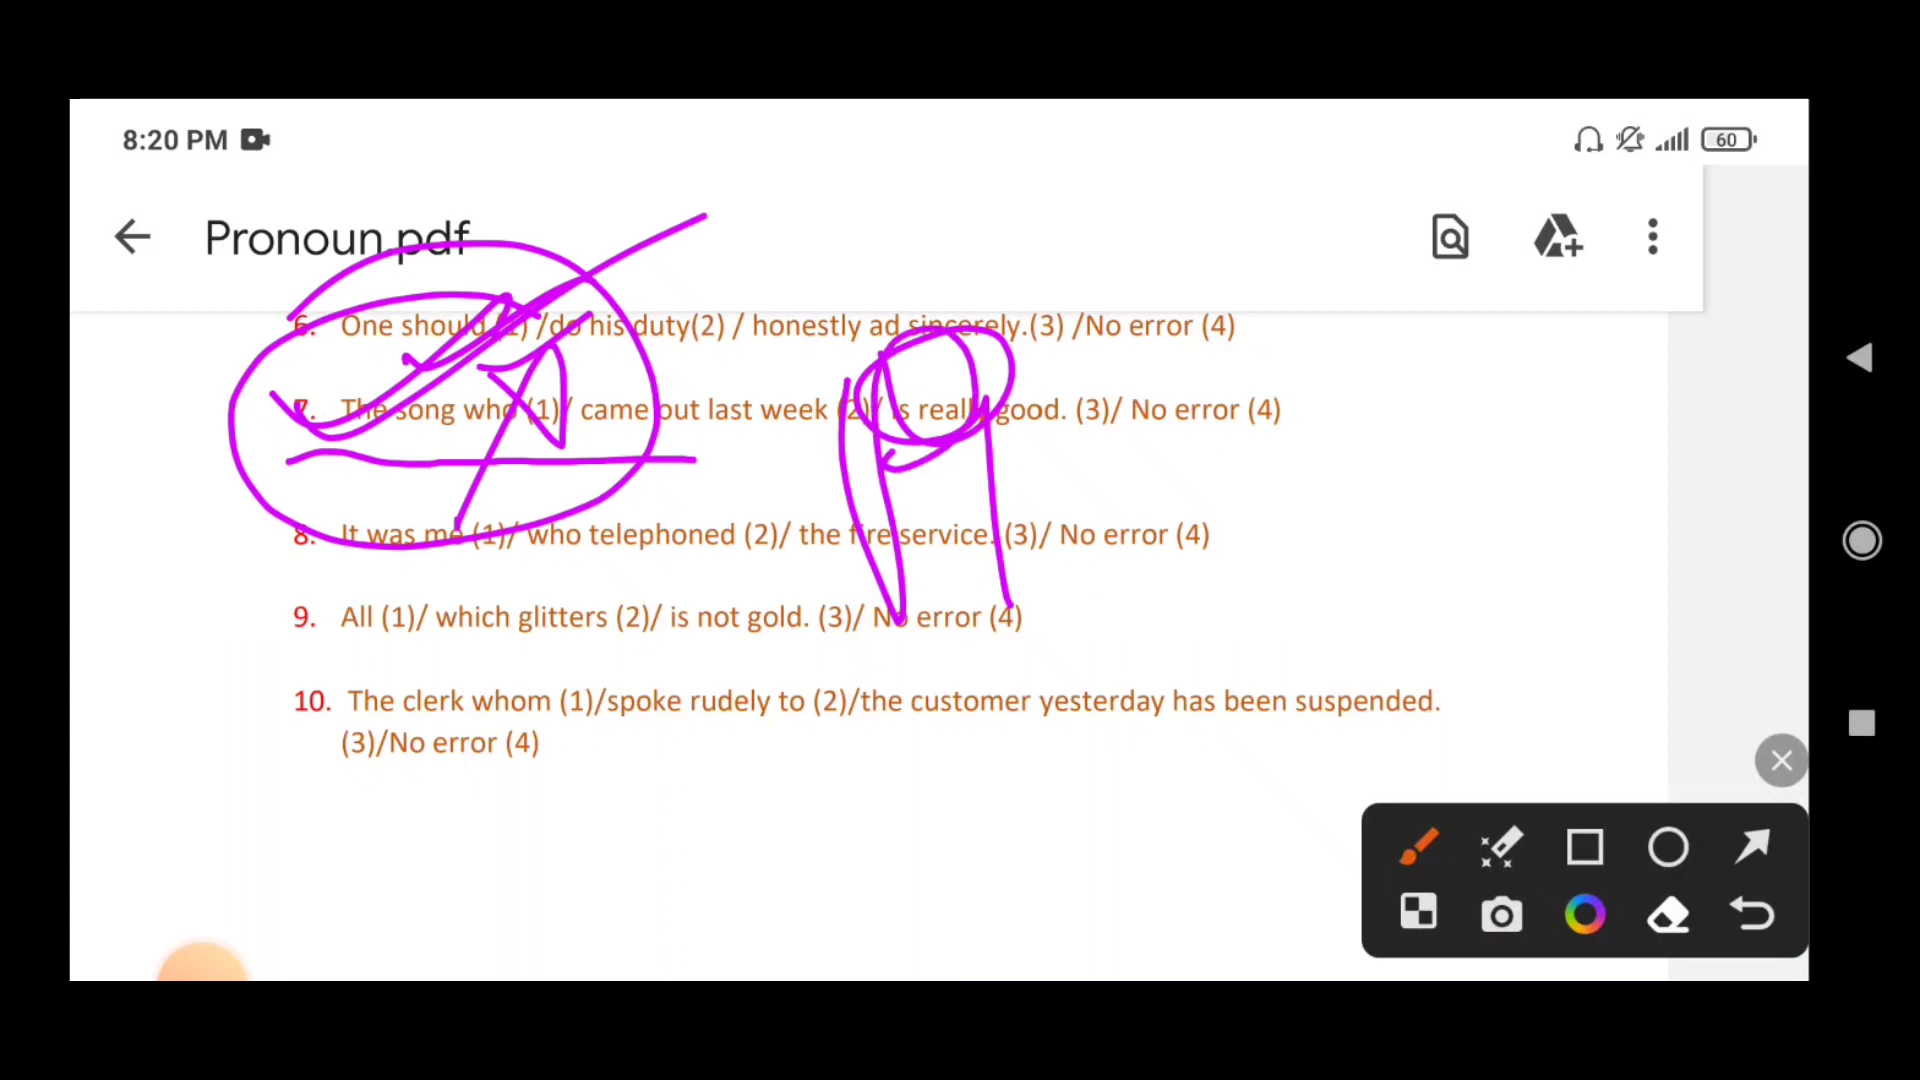 8:20 PM
60
Pronoun.pdf
6. One should (1) /do his duty(2) / honestly ad sincerely.(3) /No error (4)
7. The song who (1)/ came out last week (2)/ is really good. (3)/ No error (4)
8. It was me (1)/ who telephoned (2)/ the fire service. (3)/ No error (4)
9. All (1)/ which glitters (2)/ is not gold. (3)/ No error (4)
10. The clerk whom (1)/spoke rudely to (2)/the customer yesterday has been suspended.
(3)/No error (4)